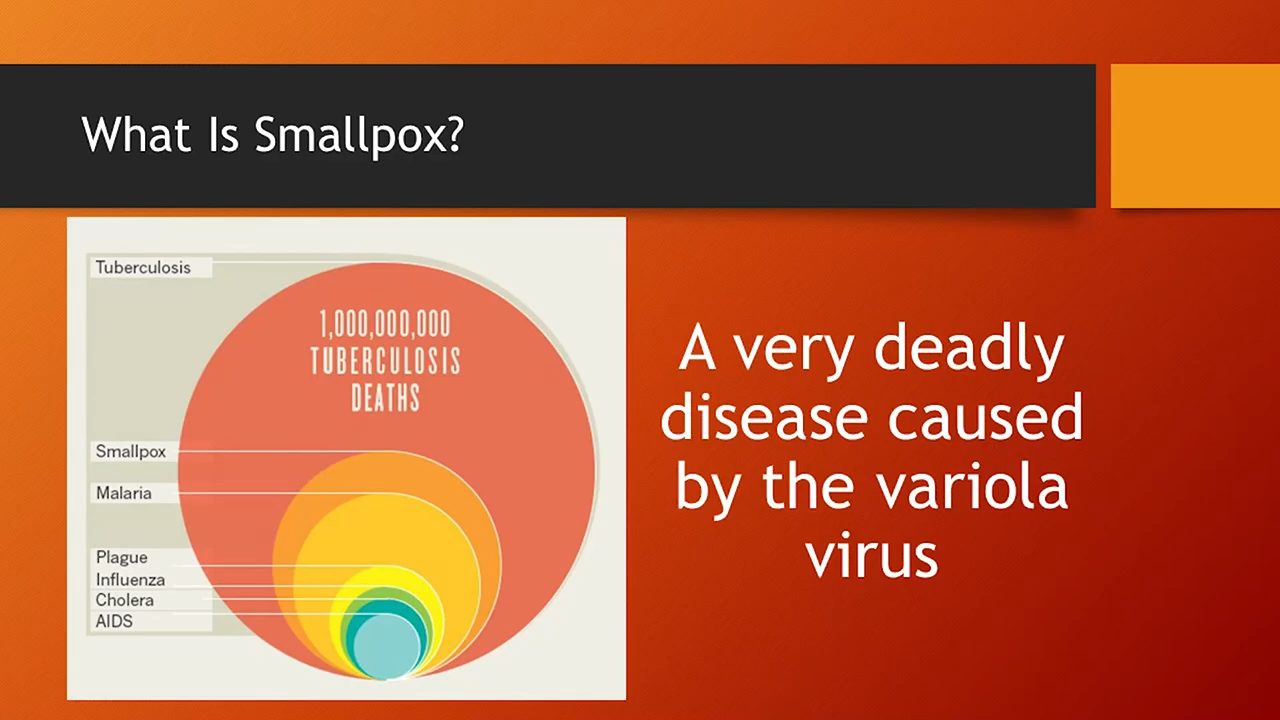 What Is Smallpox?
Tuberculosis
1,000,000,000
TUBERCULOSIS
DEATHS
Smallpox
Malaria
Plague
Influenza
Cholera
AIDS
A very deadly
disease caused
by the variola
virus